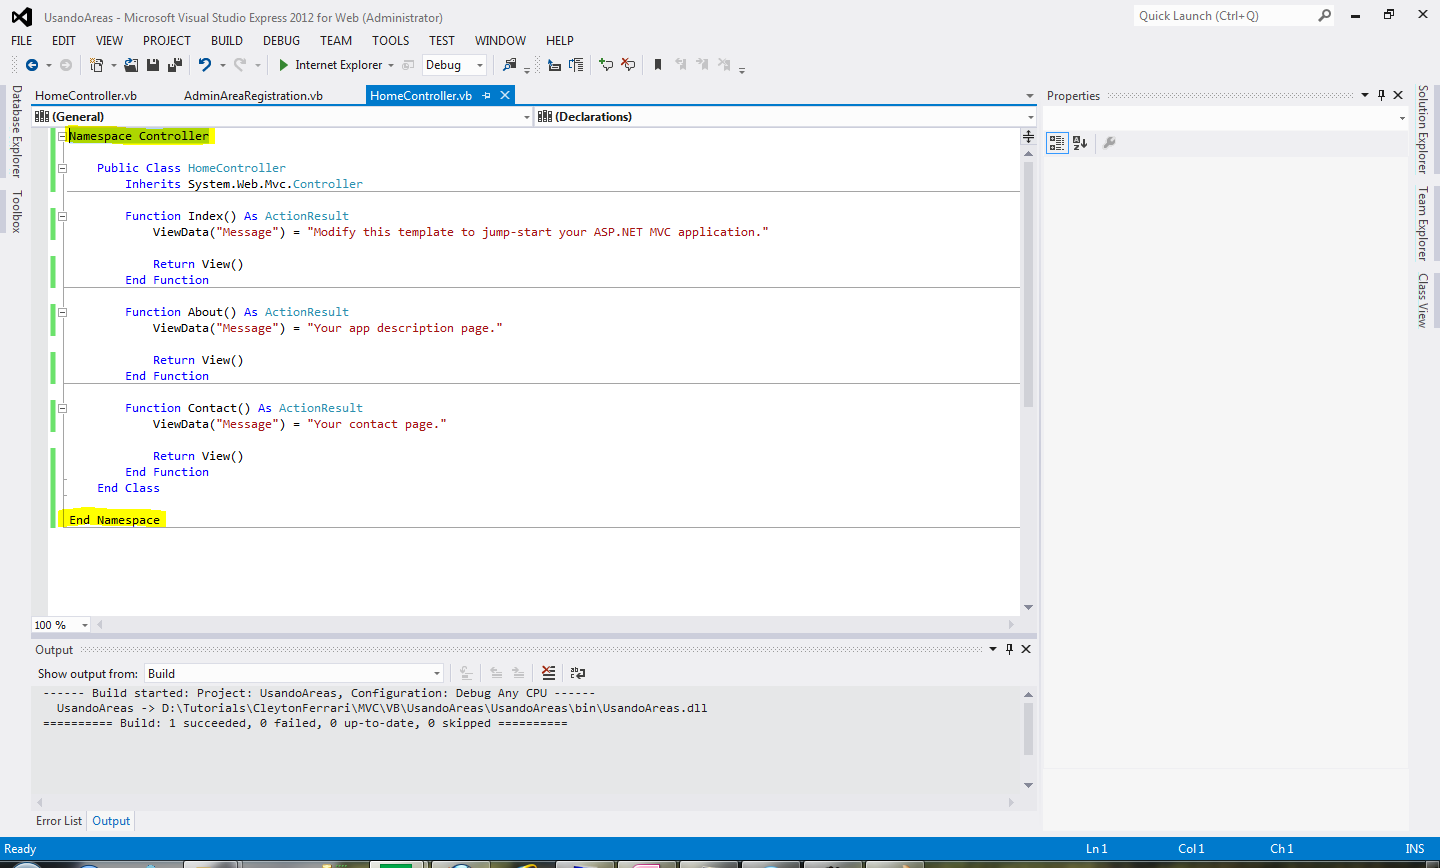 UsandoAreas - Microsoft Visual Studio Express 2012 for Web (Administrator)
Quick Launch (Ctrl+Q)
FILE EDIT VIEW PROJECT BUILD DEBUG TEAM TOOLS TEST WINDOW HELP
Internet Explorer Debug
HomeController.vb AdminAreaRegistration.vb HomeController.vb
(General) (Declarations)
Namespace Controller
Public Class HomeController
Inherits System.Web.Mvc.Controller
Function Index() As ActionResult
ViewData("Message") = "Modify this template to jump-start your ASP.NET MVC application."
Return View()
End Function
Function About() As ActionResult
ViewData("Message") = "Your app description page."
Return View()
End Function
Function Contact() As ActionResult
ViewData("Message") = "Your contact page."
Return View()
End Function
End Class
End Namespace
100 %
Output
Show output from: Build
------ Build started: Project: UsandoAreas, Configuration: Debug Any CPU ------
UsandoAreas -> D:\Tutorials\CleytonFerrari\MVC\VB\UsandoAreas\UsandoAreas\bin\UsandoAreas.dll
========== Build: 1 succeeded, 0 failed, 0 up-to-date, 0 skipped ==========
Error List Output
Ready Ln 1 Col 1 Ch 1 INS
Database Explorer
Toolbox
Properties
Solution Explorer
Team Explorer
Class View